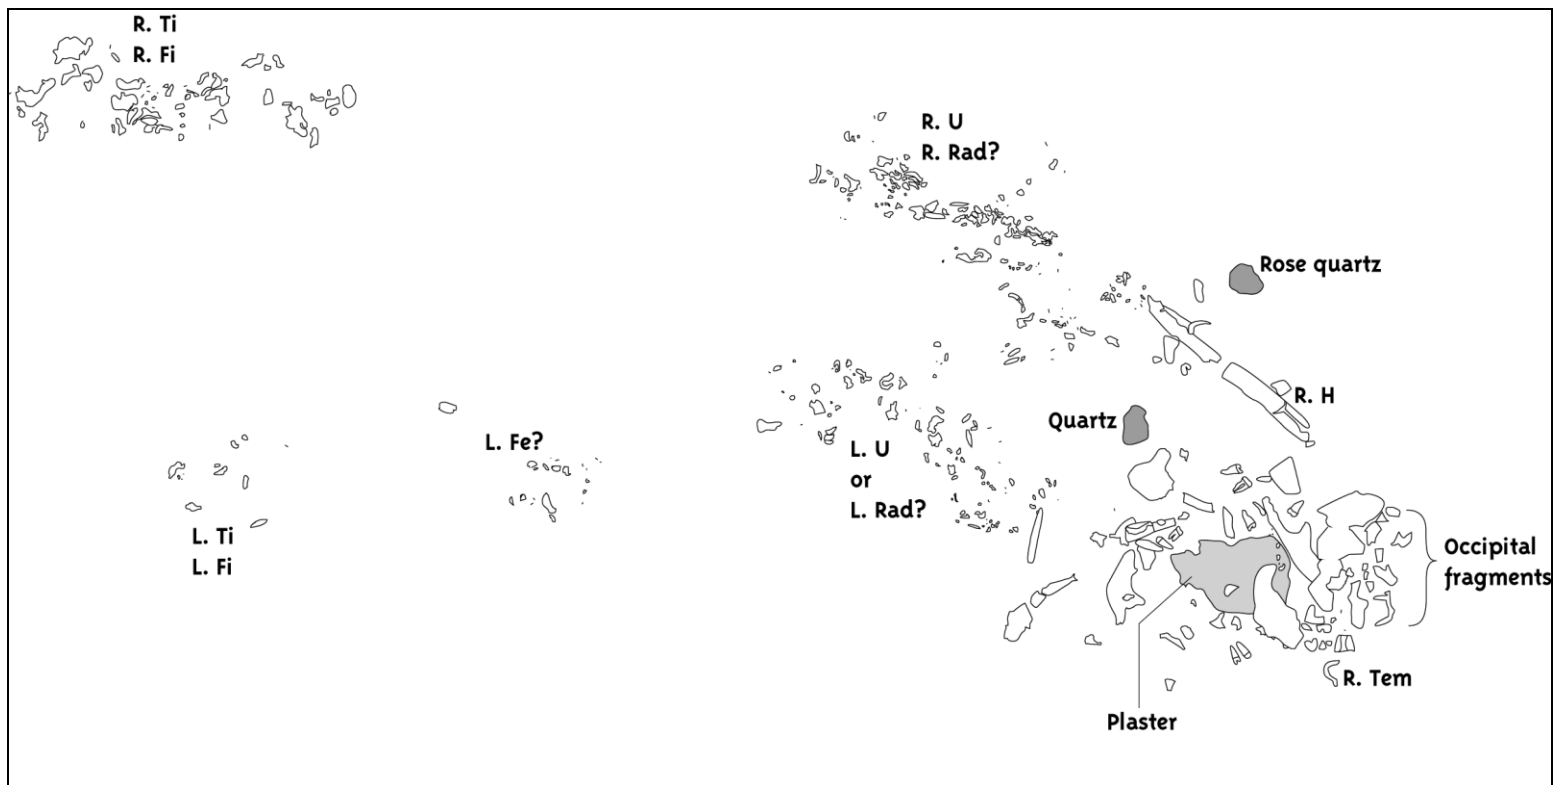 R. Ti
R. Fi
R. U
R. Rad?
Rose quartz
R. H
Quartz
L. Fe?
L. U
or
L. Rad?
L. Ti
L. Fi
Occipital
fragments
R. Tem
Plaster